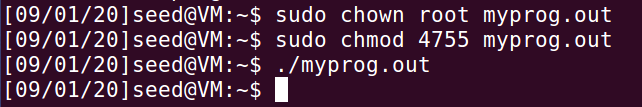 [09/01/20]seed@VM:~$ sudo chown root myprog.out
[09/01/20]seed@VM:~$ sudo chmod 4755 myprog.out
[09/01/20]seed@VM:~$ ./myprog.out
[09/01/20]seed@VM:~$